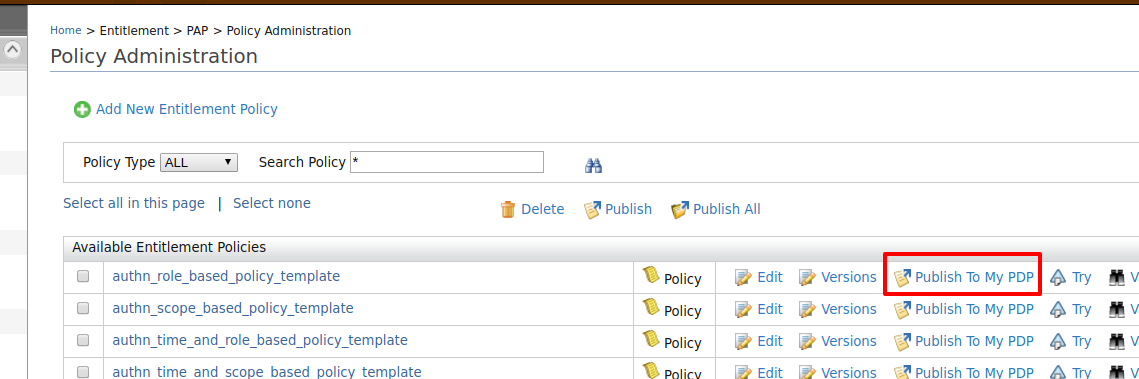 Home > Entitlement > PAP > Policy Administration
Policy Administration
Add New Entitlement Policy
Policy Type ALL Search Policy *
Select all in this page | Select none Delete Publish Publish All
Available Entitlement Policies
authn_role_based_policy_template Policy Edit Versions Publish To My PDP Try V
authn_scope_based_policy_template Policy Edit Versions Publish To My PDP Try V
authn_time_and_role_based_policy_template Policy Edit Versions Publish To My PDP Try V
authn_time_and_scope_based_policy_template Policy Edit Versions Publish To My PDP Try V